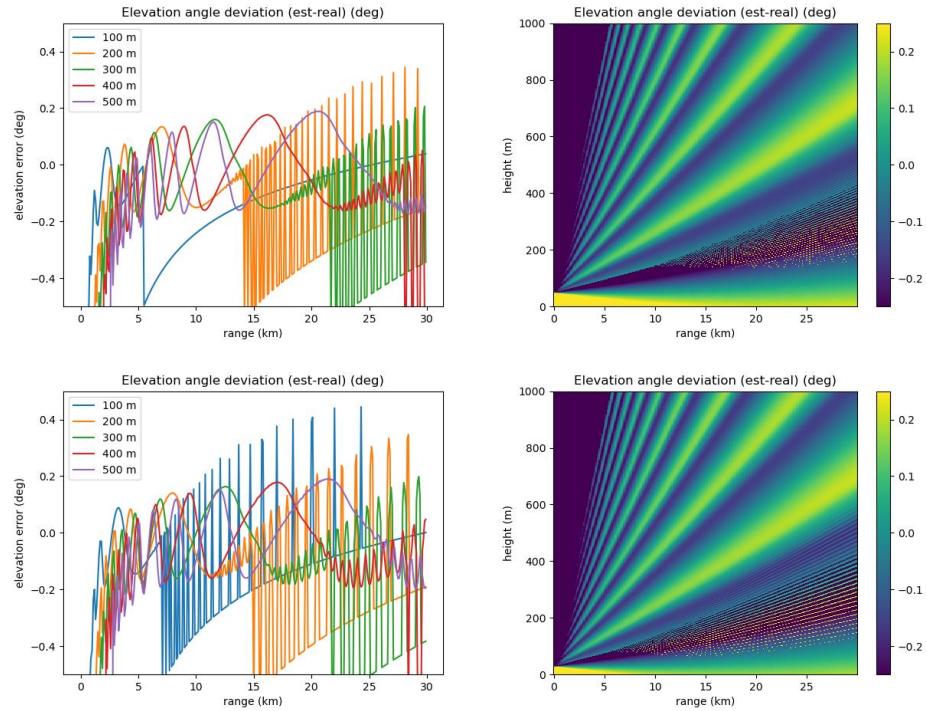 Elevation angle deviation (est-real) (deg)
elevation error (deg)
0.4
0.2
0.0
−0.2
−0.4
100 m
200 m
300 m
400 m
500 m
0 5 10 15 20 25 30
range (km)
Elevation angle deviation (est-real) (deg)
height (m)
1000
800
600
400
200
0
0 5 10 15 20 25
range (km)
0.2
0.1
0.0
−0.1
−0.2
Elevation angle deviation (est-real) (deg)
elevation error (deg)
0.4
0.2
0.0
−0.2
−0.4
100 m
200 m
300 m
400 m
500 m
0 5 10 15 20 25 30
range (km)
Elevation angle deviation (est-real) (deg)
height (m)
1000
800
600
400
200
0
0 5 10 15 20 25
range (km)
0.2
0.1
0.0
−0.1
−0.2